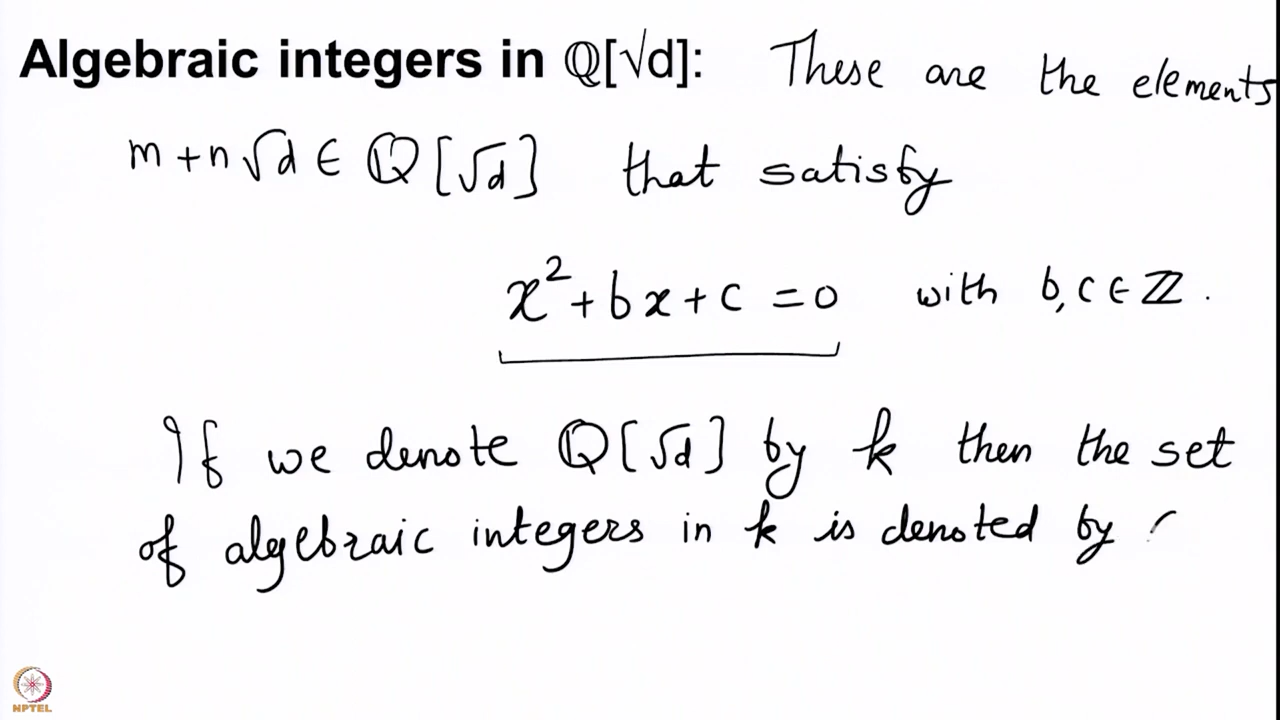 Algebraic integers in ℚ[√d]: These are the elements
m + n√d ∈ ℚ[√d] that satisfy
x² + bx + c = 0 with b, c ∈ ℤ.
If we denote ℚ[√d] by k then the set
of algebraic integers in k is denoted by
NPTEL